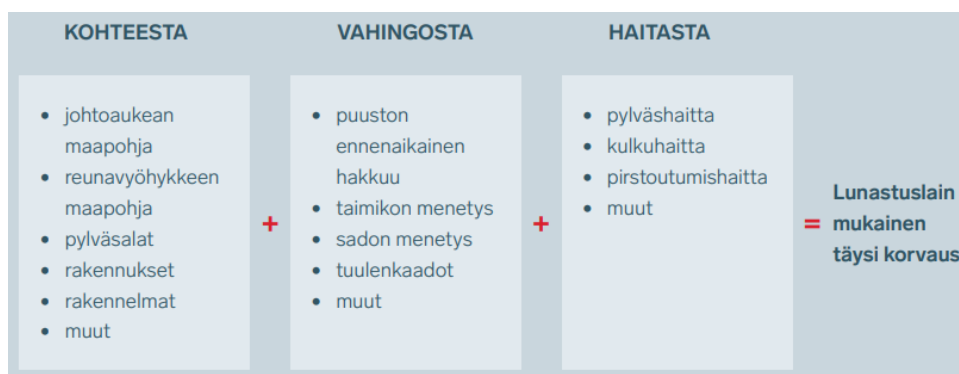 KOHTEESTA
• johtoaukean
maapohja
• reunavyöhykkeen
maapohja
• pylväsalat
• rakennukset
• rakennelmat
• muut
+
VAHINGOSTA
• puuston
ennenaikainen
hakkuu
• taimikon menetys
• sadon menetys
• tuulenkaadot
• muut
+
HAITASTA
• pylväshaitta
• kulkuhaitta
• pirstoutumishaitta
• muut
=
Lunastuslain
mukainen
täysi korvaus